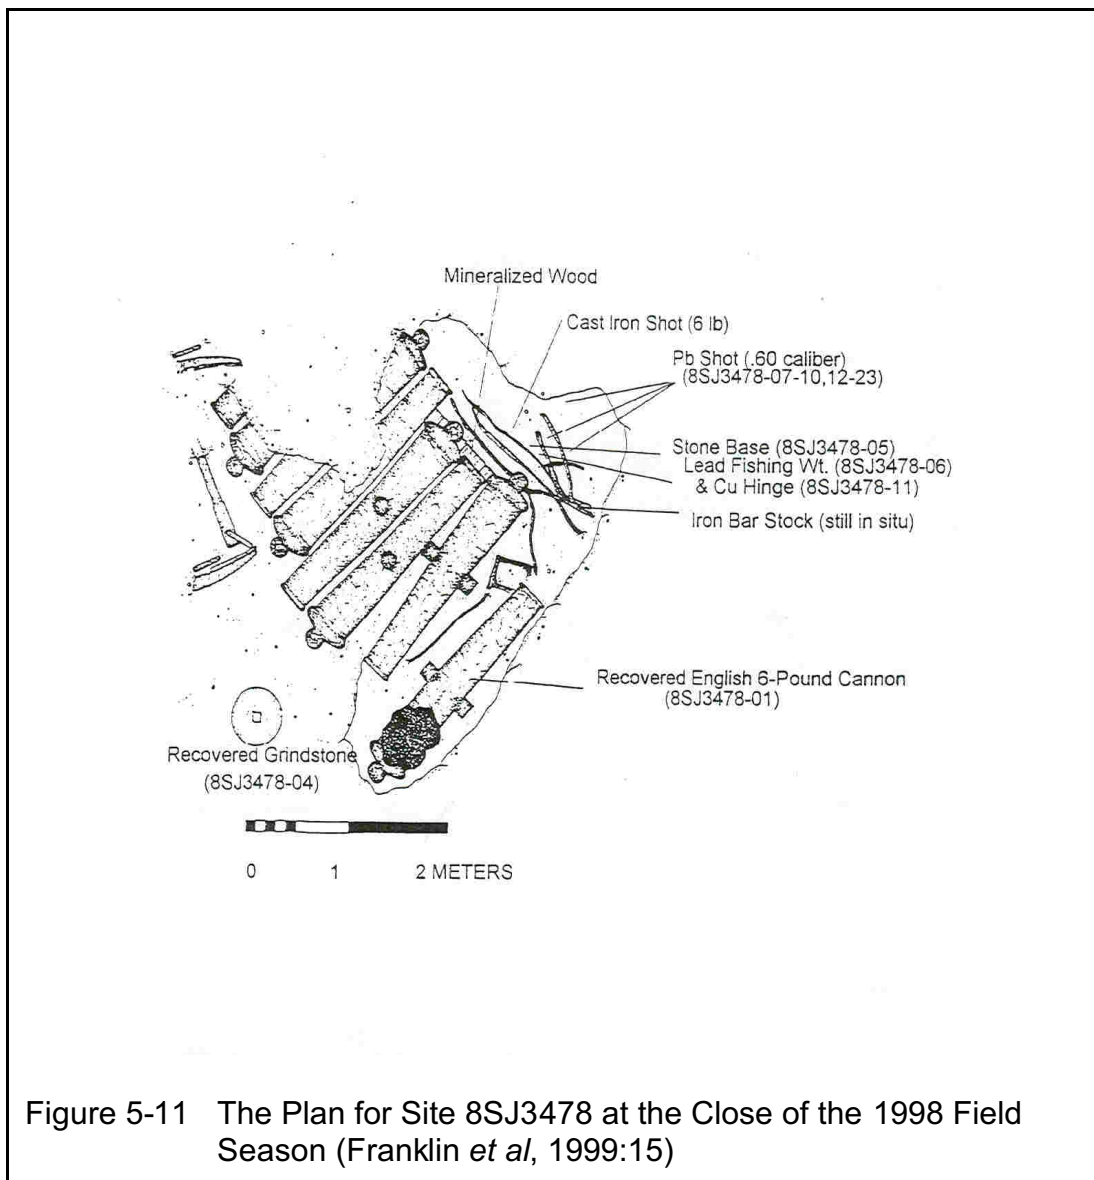 Mineralized Wood
Cast Iron Shot (6 lb)
Pb Shot (.60 caliber)
(8SJ3478-07-10,12-23)
Stone Base (8SJ3478-05)
Lead Fishing Wt. (8SJ3478-06)
& Cu Hinge (8SJ3478-11)
Iron Bar Stock (still in situ)
Recovered English 6-Pound Cannon
(8SJ3478-01)
Recovered Grindstone
(8SJ3478-04)
0 1 2 METERS
Figure 5-11 The Plan for Site 8SJ3478 at the Close of the 1998 Field
Season (Franklin et al, 1999:15)